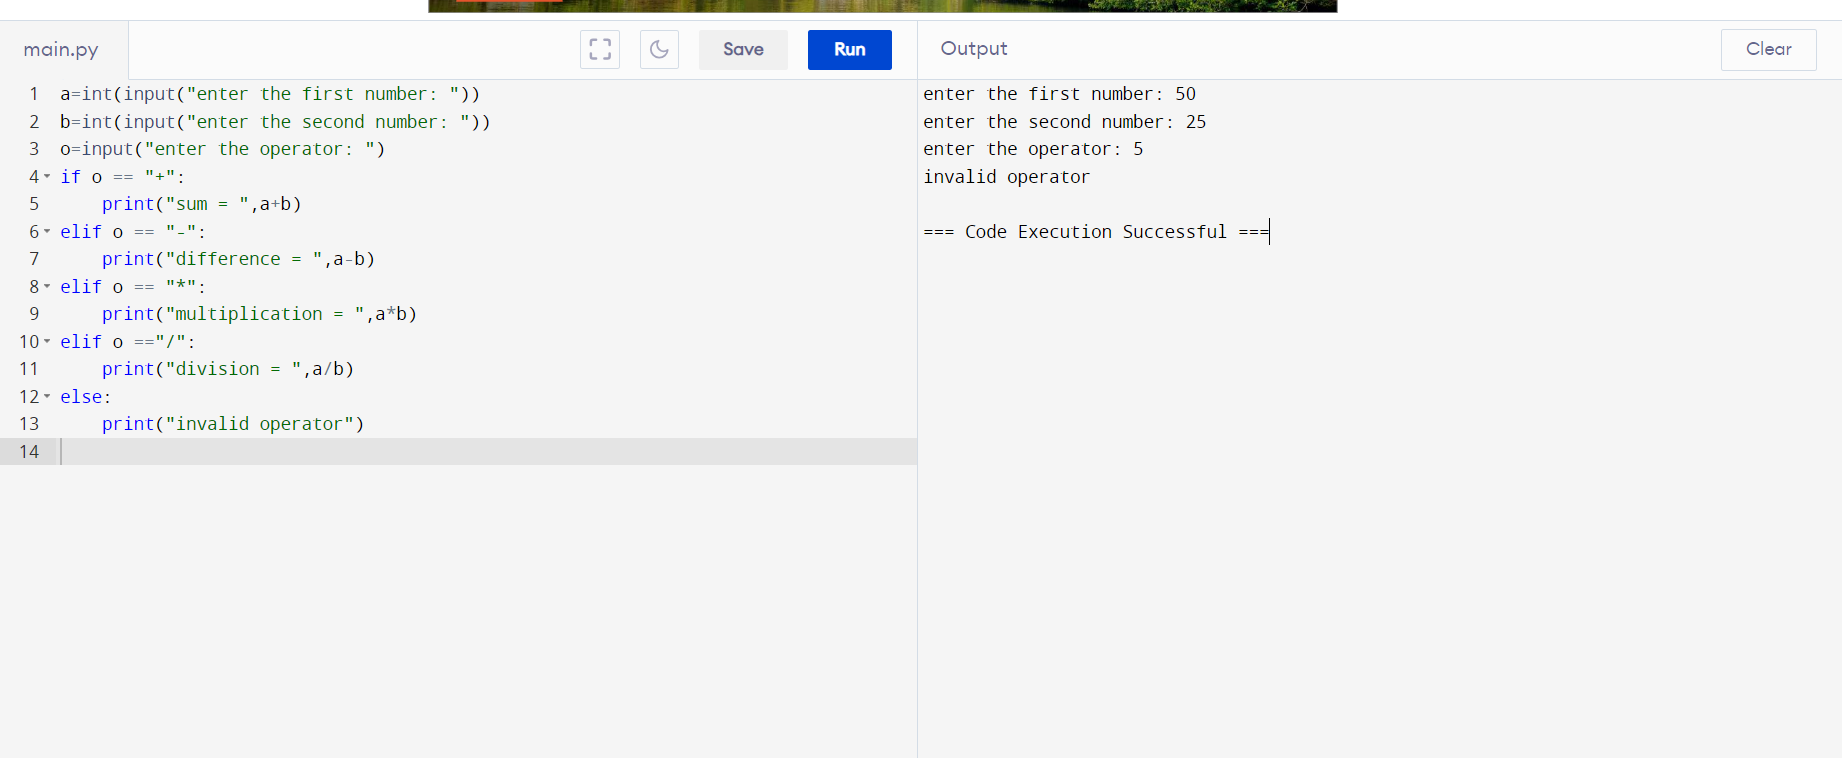 main.py
Save
Run
Output
Clear
1 a=int(input("enter the first number: "))
2 b=int(input("enter the second number: "))
3 o=input("enter the operator: ")
4 if o == "+":
5     print("sum = ",a+b)
6 elif o == "-":
7     print("difference = ",a-b)
8 elif o == "*":
9     print("multiplication = ",a*b)
10 elif o =="/":
11     print("division = ",a/b)
12 else:
13     print("invalid operator")
14
enter the first number: 50
enter the second number: 25
enter the operator: 5
invalid operator
=== Code Execution Successful ===